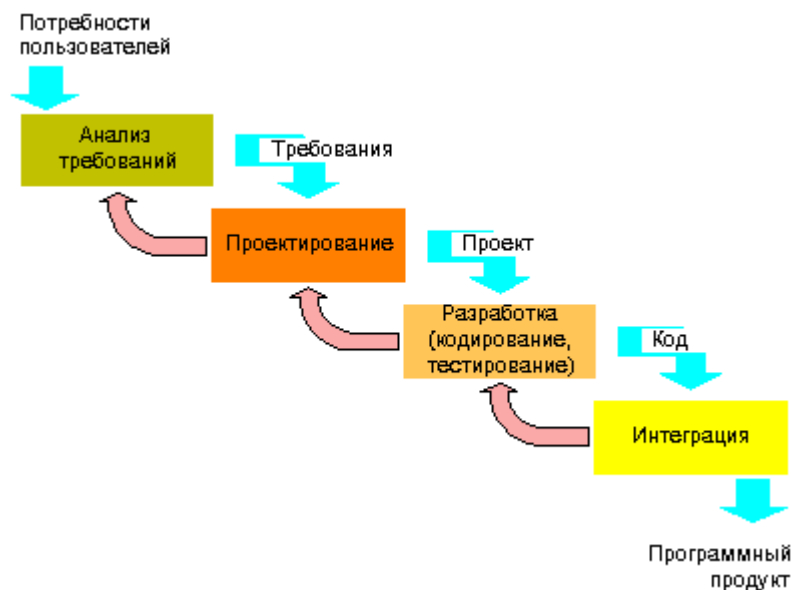 Потребности
пользователей
Анализ
требований
Требования
Проектирование
Проект
Разработка
(кодирование,
тестирование)
Код
Интеграция
Программный
продукт